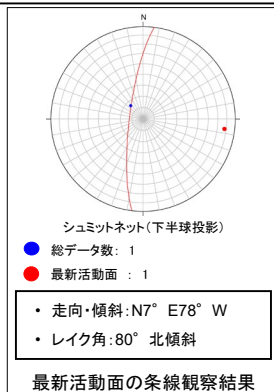 N
シュミットネット(下半球投影)
総データ数: 1
最新活動面 : 1
・ 走向・傾斜:N7° E78° W
・ レイク角:80° 北傾斜
最新活動面の条線観察結果